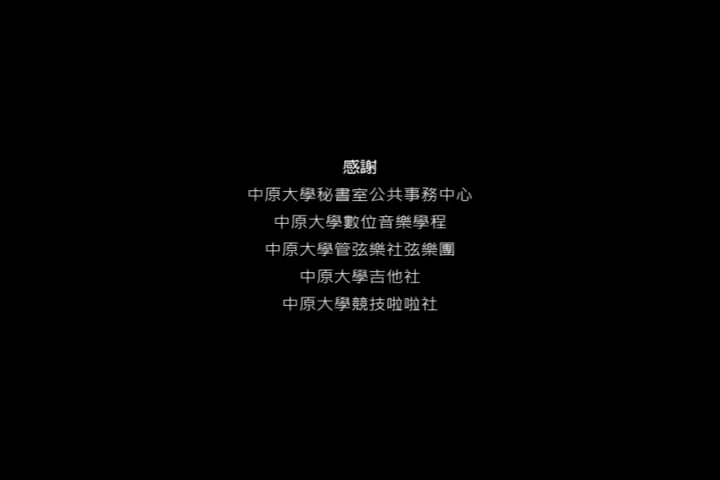 感謝
中原大學秘書室公共事務中心
中原大學數位音樂學程
中原大學管弦樂社弦樂團
中原大學吉他社
中原大學競技啦啦社